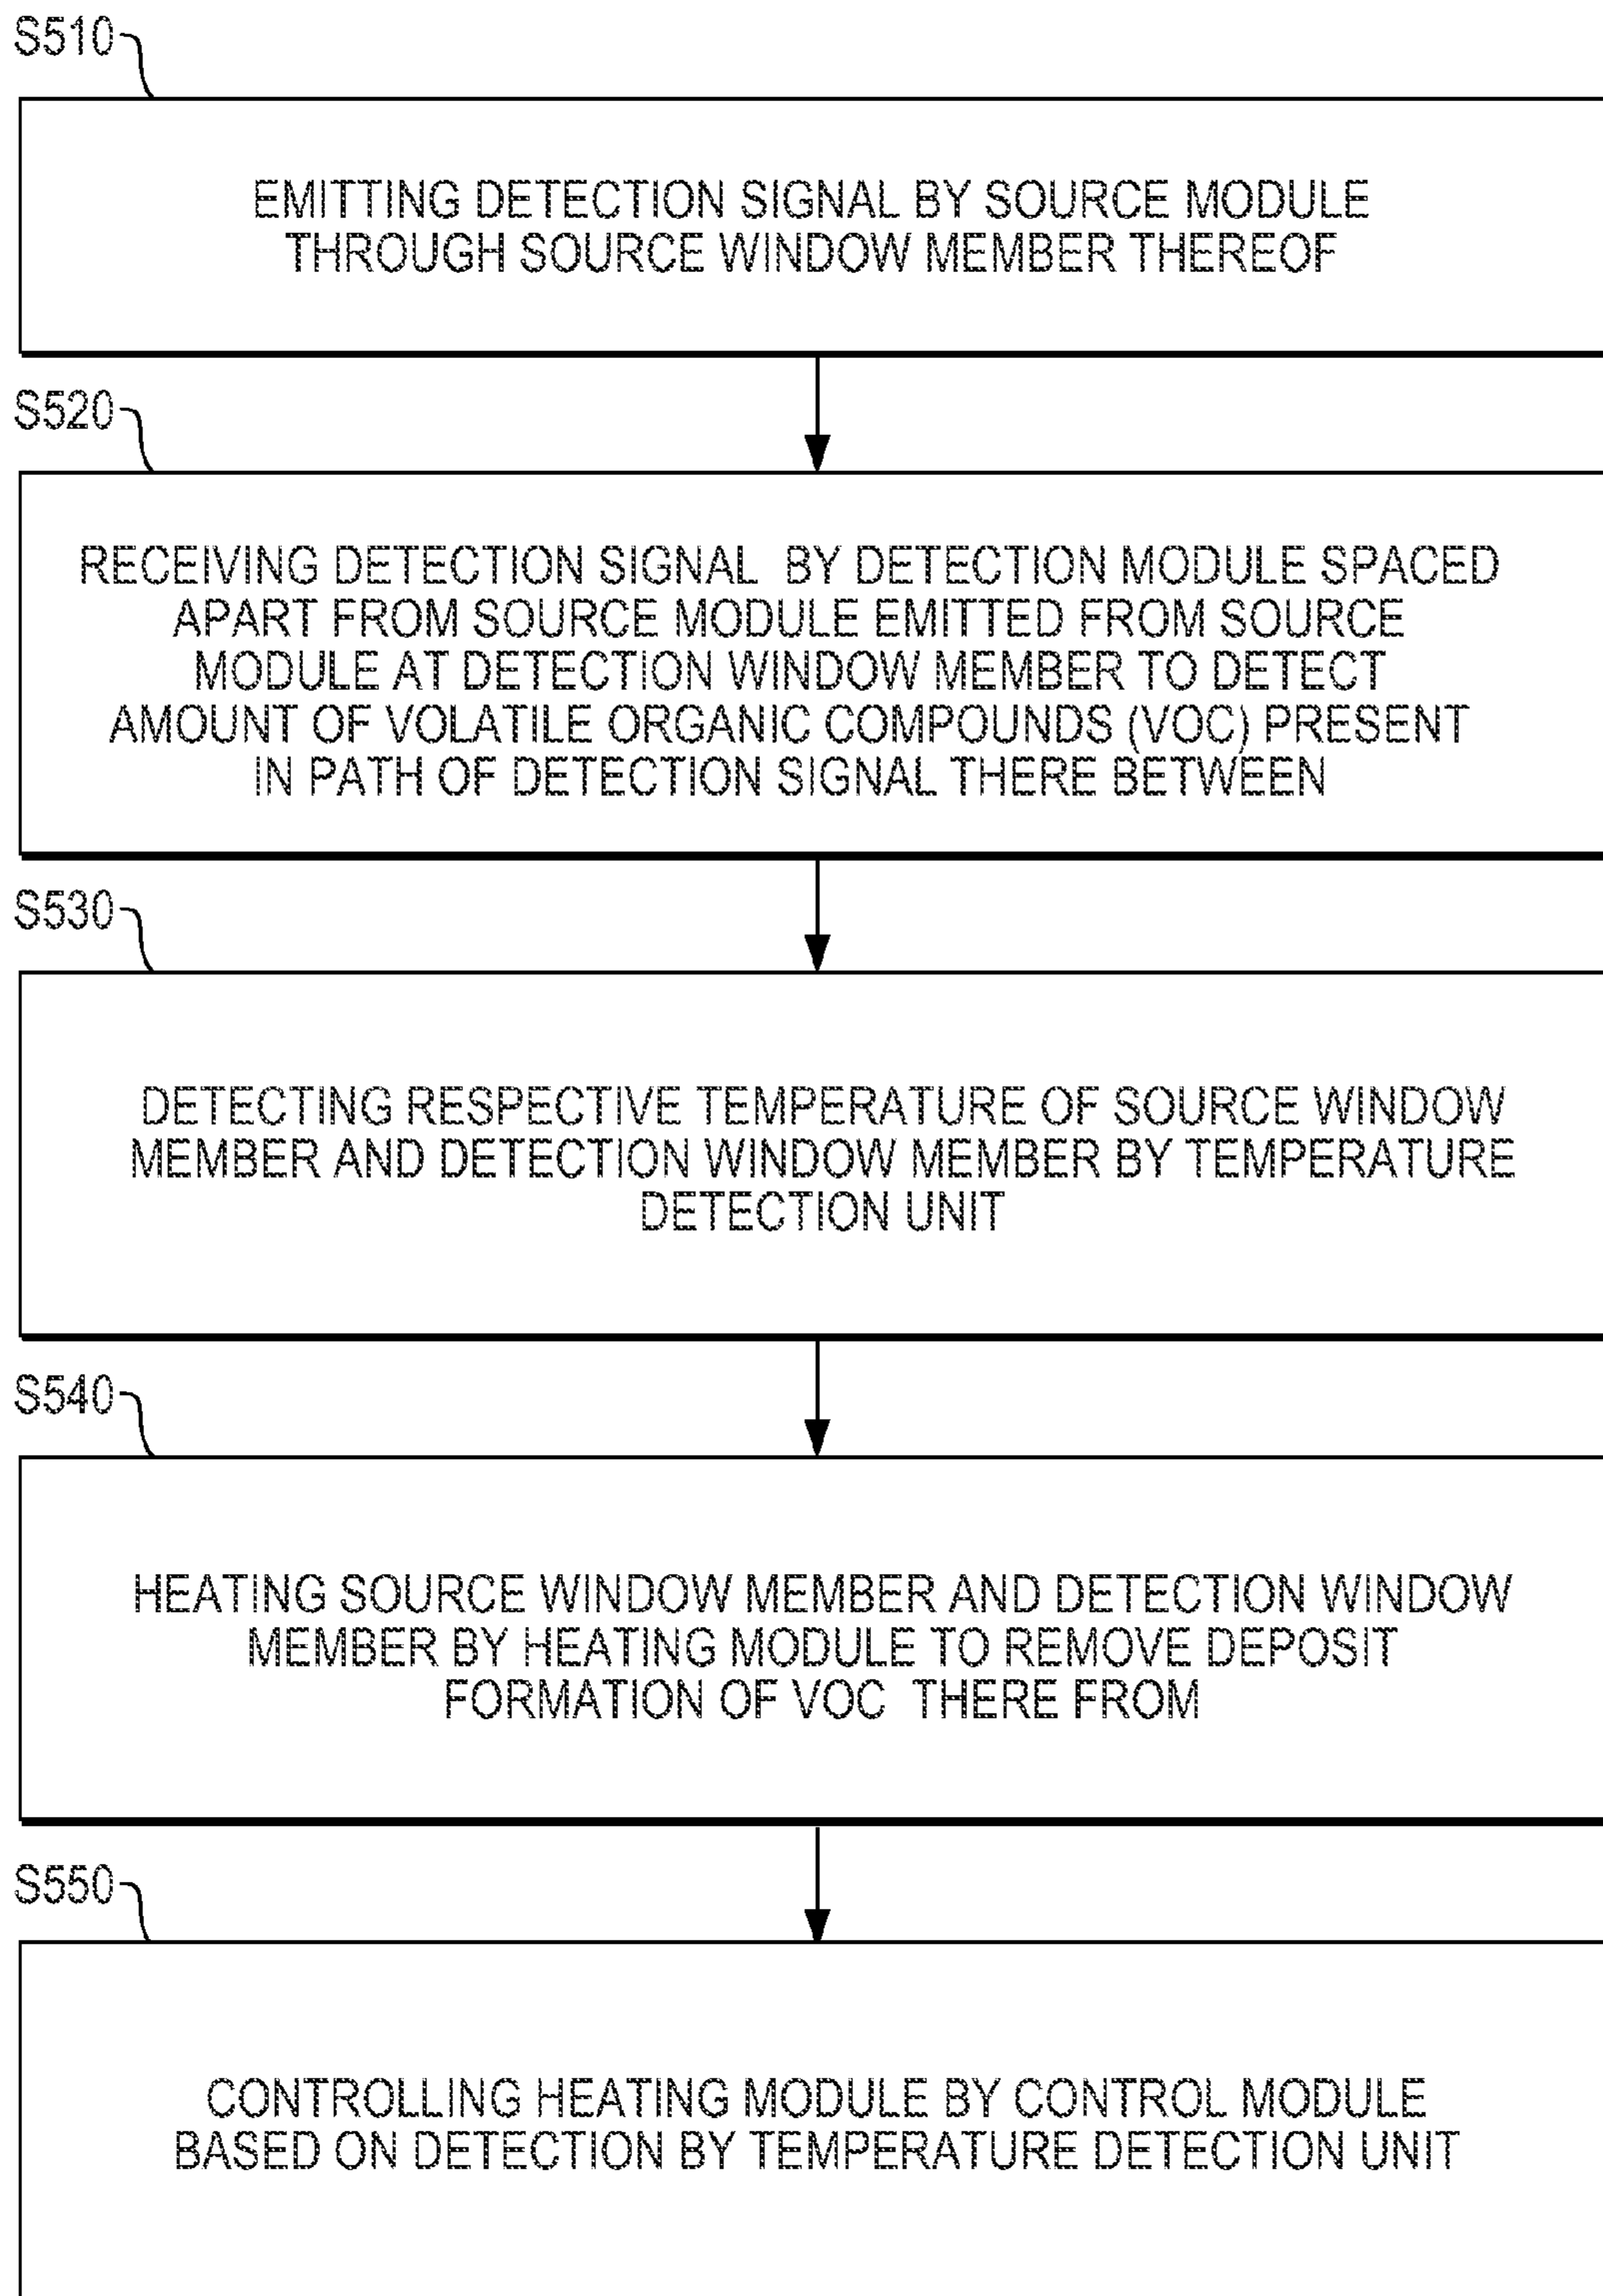 S510
EMITTING DETECTION SIGNAL BY SOURCE MODULE
THROUGH SOURCE WINDOW MEMBER THEREOF
S520
RECEIVING DETECTION SIGNAL BY DETECTION MODULE SPACED
APART FROM SOURCE MODULE EMITTED FROM SOURCE
MODULE AT DETECTION WINDOW MEMBER TO DETECT
AMOUNT OF VOLATILE ORGANIC COMPOUNDS (VOC) PRESENT
IN PATH OF DETECTION SIGNAL THERE BETWEEN
S530
DETECTING RESPECTIVE TEMPERATURE OF SOURCE WINDOW
MEMBER AND DETECTION WINDOW MEMBER BY TEMPERATURE
DETECTION UNIT
S540
HEATING SOURCE WINDOW MEMBER AND DETECTION WINDOW
MEMBER BY HEATING MODULE TO REMOVE DEPOSIT
FORMATION OF VOC THERE FROM
S550
CONTROLLING HEATING MODULE BY CONTROL MODULE
BASED ON DETECTION BY TEMPERATURE DETECTION UNIT